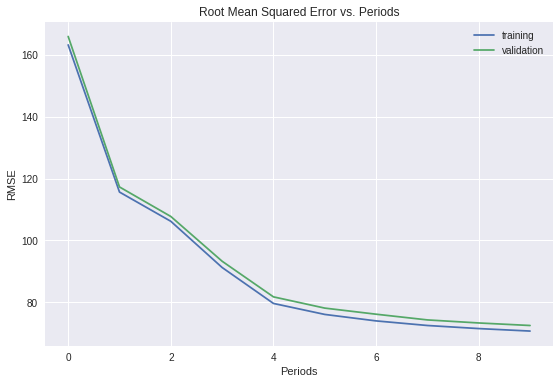 Root Mean Squared Error vs. Periods
training
validation
160
140
120
100
80
RMSE
0
2
4
6
8
Periods